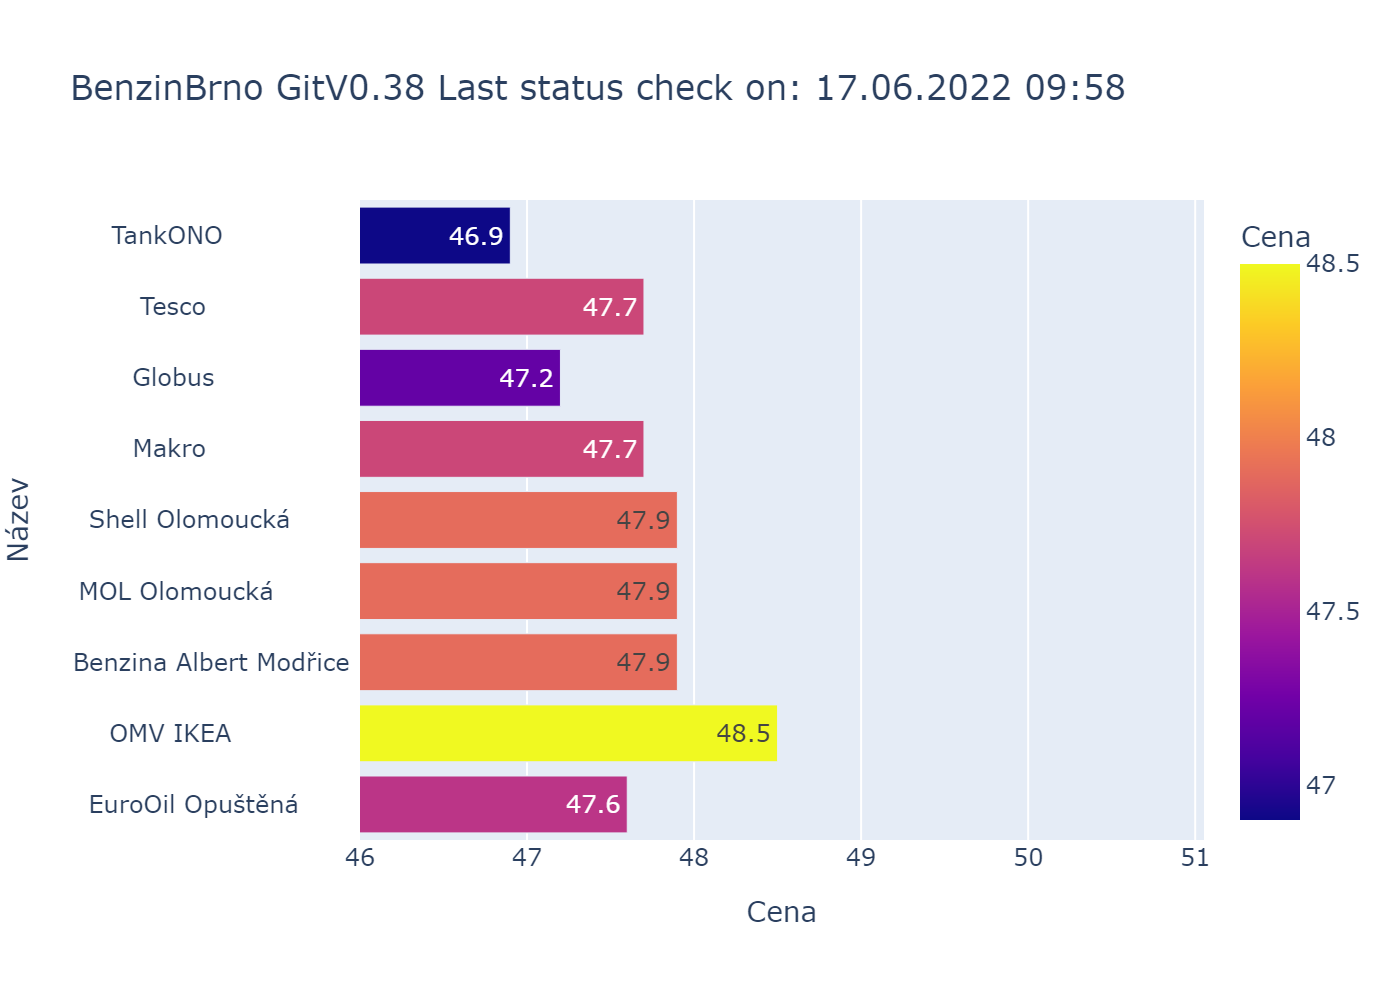 BenzinBrno GitV0.38 Last status check on: 17.06.2022 09:58
TankONO 46.9
Tesco 47.7
Globus 47.2
Makro 47.7
Shell Olomoucká 47.9
MOL Olomoucká 47.9
Benzina Albert Modřice 47.9
OMV IKEA 48.5
EuroOil Opuštěná 47.6
Název
46 47 48 49 50 51
Cena
Cena
48.5
48
47.5
47